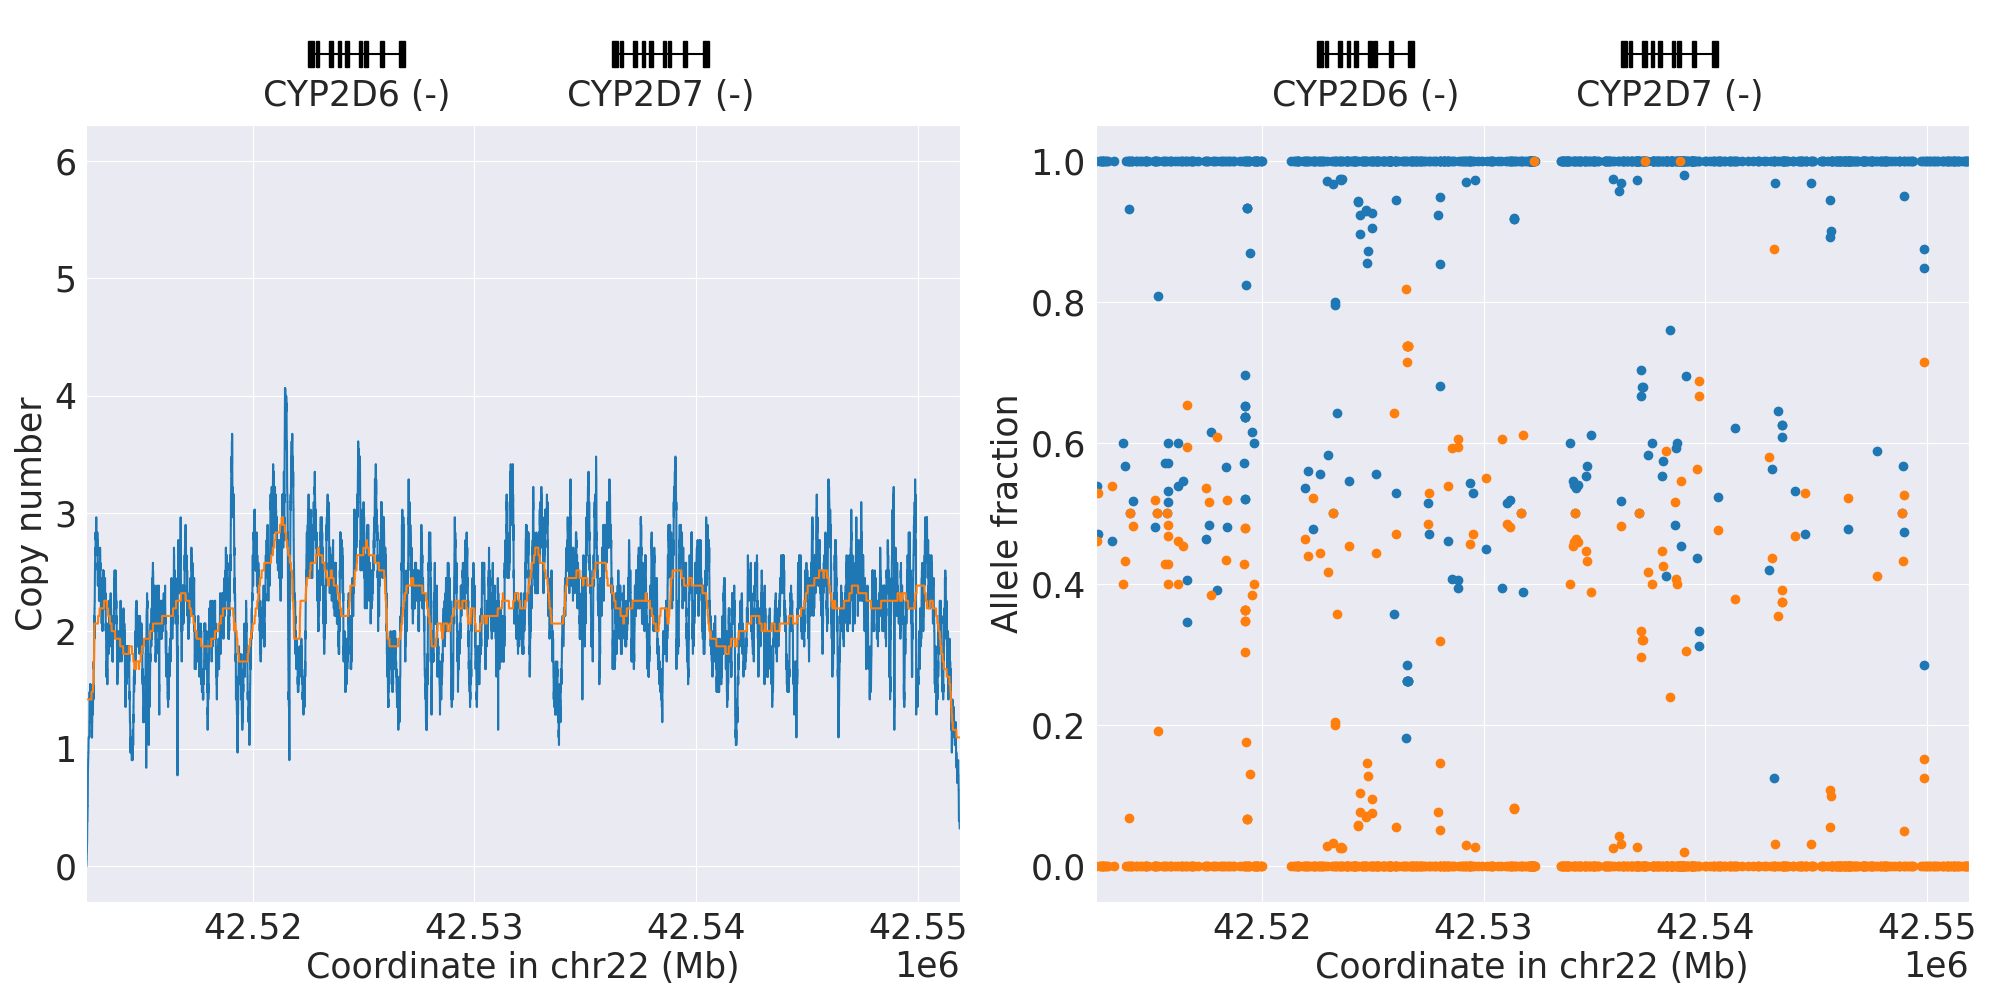 CYP2D6 (-) CYP2D7 (-)
6
5
4
3
2
1
0
Copy number
42.52 42.53 42.54 42.55
1e6
Coordinate in chr22 (Mb)
CYP2D6 (-) CYP2D7 (-)
1.0
0.8
0.6
0.4
0.2
0.0
Allele fraction
42.52 42.53 42.54 42.55
1e6
Coordinate in chr22 (Mb)